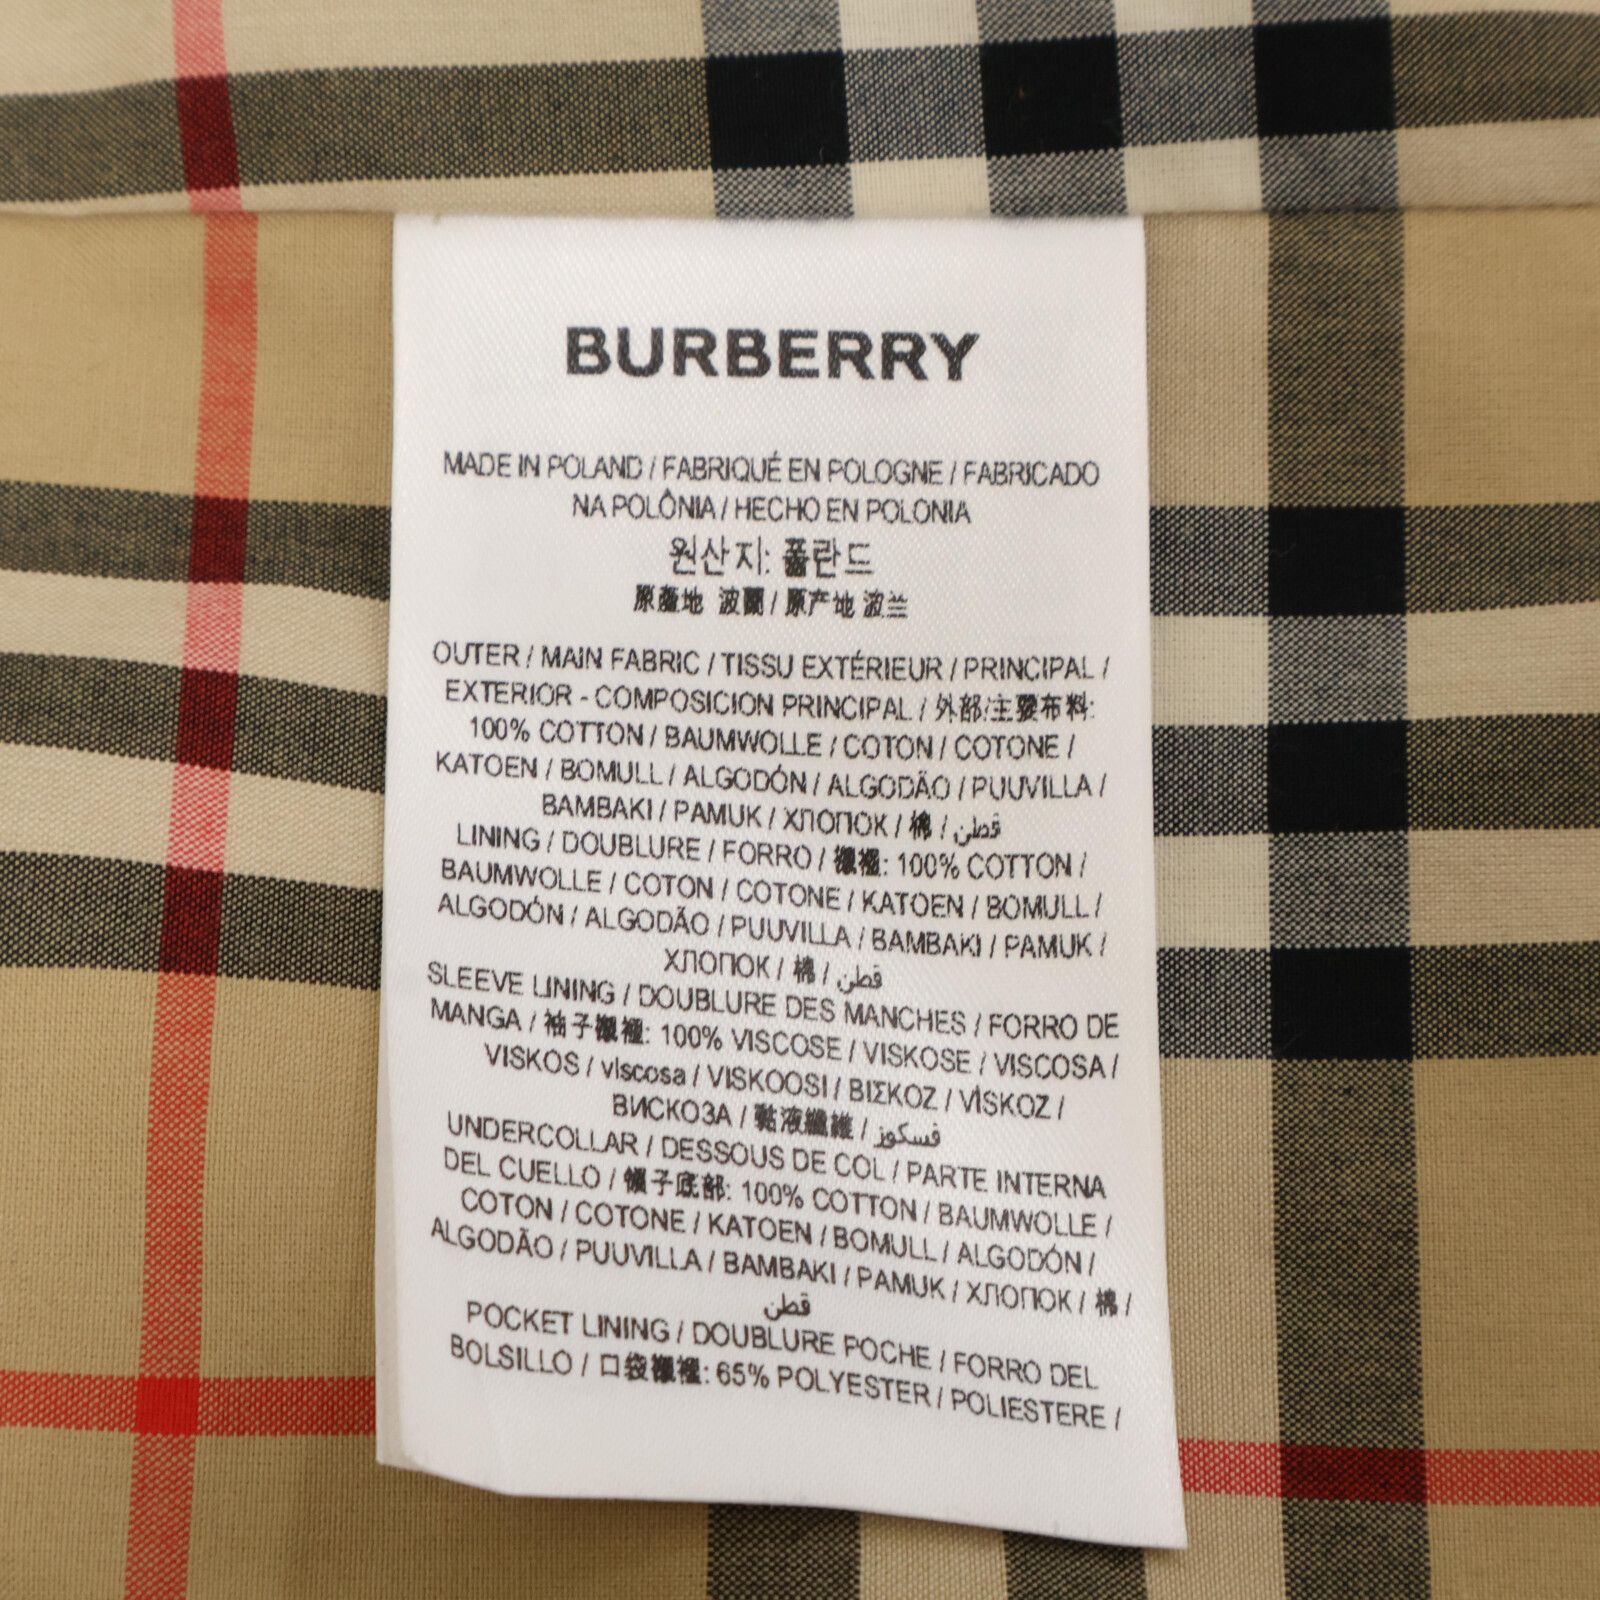 BURBERRY
MADE IN POLAND / FABRIQUÉ EN POLOGNE / FABRICADO
NA POLÔNIA / HECHO EN POLONIA
원산지: 폴란드
原產地 波蘭 / 原产地 波兰
OUTER / MAIN FABRIC / TISSU EXTÉRIEUR / PRINCIPAL /
EXTERIOR - COMPOSICION PRINCIPAL / 外部/主要布料:
100% COTTON / BAUMWOLLE / COTON / COTONE /
KATOEN / BOMULL / ALGODÓN / ALGODÃO / PUUVILLA /
BAMBAKI / PAMUK / ХЛОПОК / 棉 / قطن
LINING / DOUBLURE / FORRO / 襯裡: 100% COTTON /
BAUMWOLLE / COTON / COTONE / KATOEN / BOMULL /
ALGODÓN / ALGODÃO / PUUVILLA / BAMBAKI / PAMUK /
ХЛОПОК / 棉 / قطن
SLEEVE LINING / DOUBLURE DES MANCHES / FORRO DE
MANGA / 袖子襯裡: 100% VISCOSE / VISKOSE / VISCOSA /
VISKOS / viscosa / VISKOOSI / ΒΙΣΚΟΖ / VİSKOZ /
ВИСКОЗА / 黏液纖維 / فسكوز
UNDERCOLLAR / DESSOUS DE COL / PARTE INTERNA
DEL CUELLO / 領子底部: 100% COTTON / BAUMWOLLE /
COTON / COTONE / KATOEN / BOMULL / ALGODÓN /
ALGODÃO / PUUVILLA / BAMBAKI / PAMUK / ХЛОПОК / 棉 /
قطن
POCKET LINING / DOUBLURE POCHE / FORRO DEL
BOLSILLO / 口袋襯裡: 65% POLYESTER / POLIESTERE /